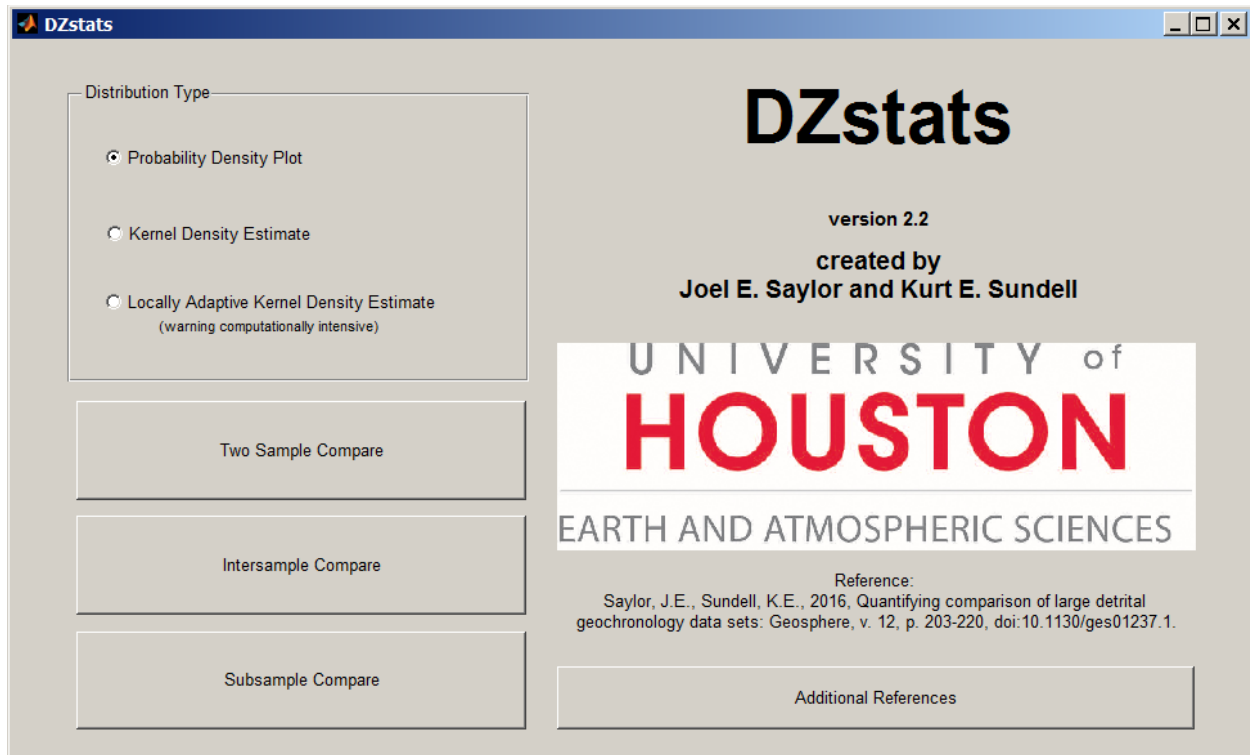 DZstats
Distribution Type
Probability Density Plot
Kernel Density Estimate
Locally Adaptive Kernel Density Estimate
(warning computationally intensive)
Two Sample Compare
Intersample Compare
Subsample Compare
DZstats
version 2.2
created by
Joel E. Saylor and Kurt E. Sundell
UNIVERSITY of
HOUSTON
EARTH AND ATMOSPHERIC SCIENCES
Reference:
Saylor, J.E., Sundell, K.E., 2016, Quantifying comparison of large detrital
geochronology data sets: Geosphere, v. 12, p. 203-220, doi:10.1130/ges01237.1.
Additional References